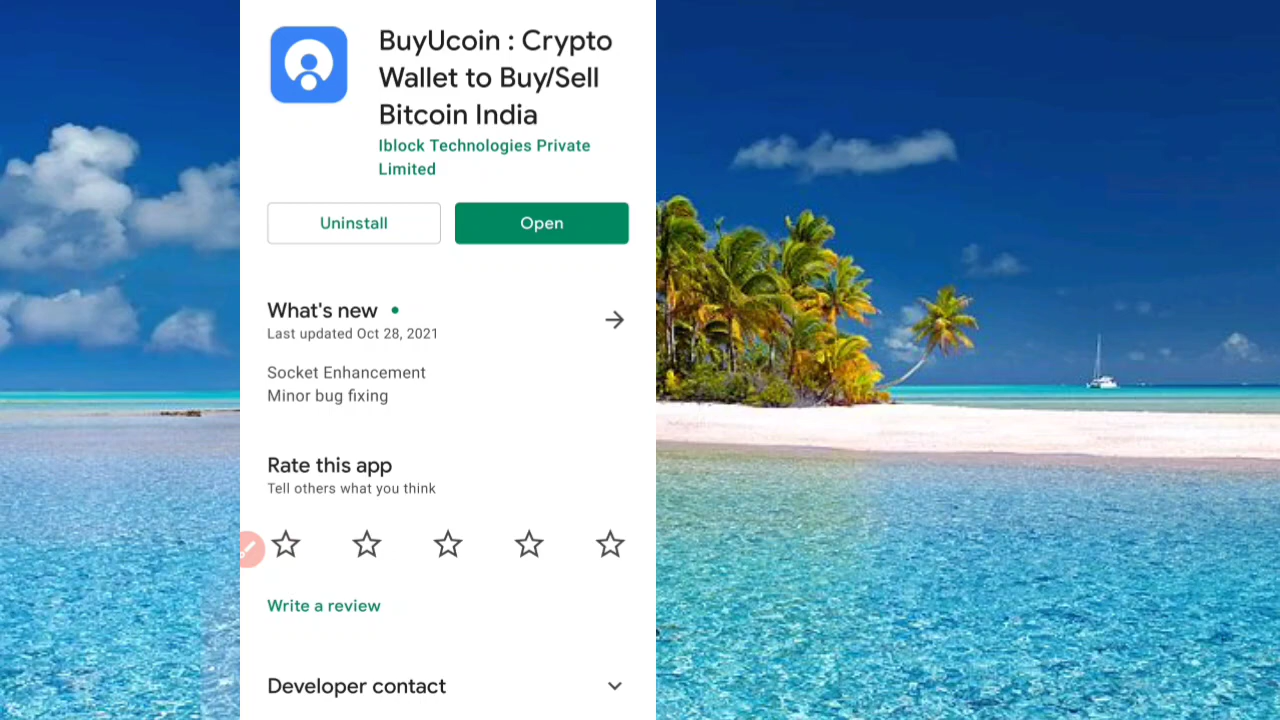 BuyUcoin : Crypto
Wallet to Buy/Sell
Bitcoin India
Iblock Technologies Private
Limited
Uninstall
Open
What's new
Last updated Oct 28, 2021
Socket Enhancement
Minor bug fixing
Rate this app
Tell others what you think
Write a review
Developer contact